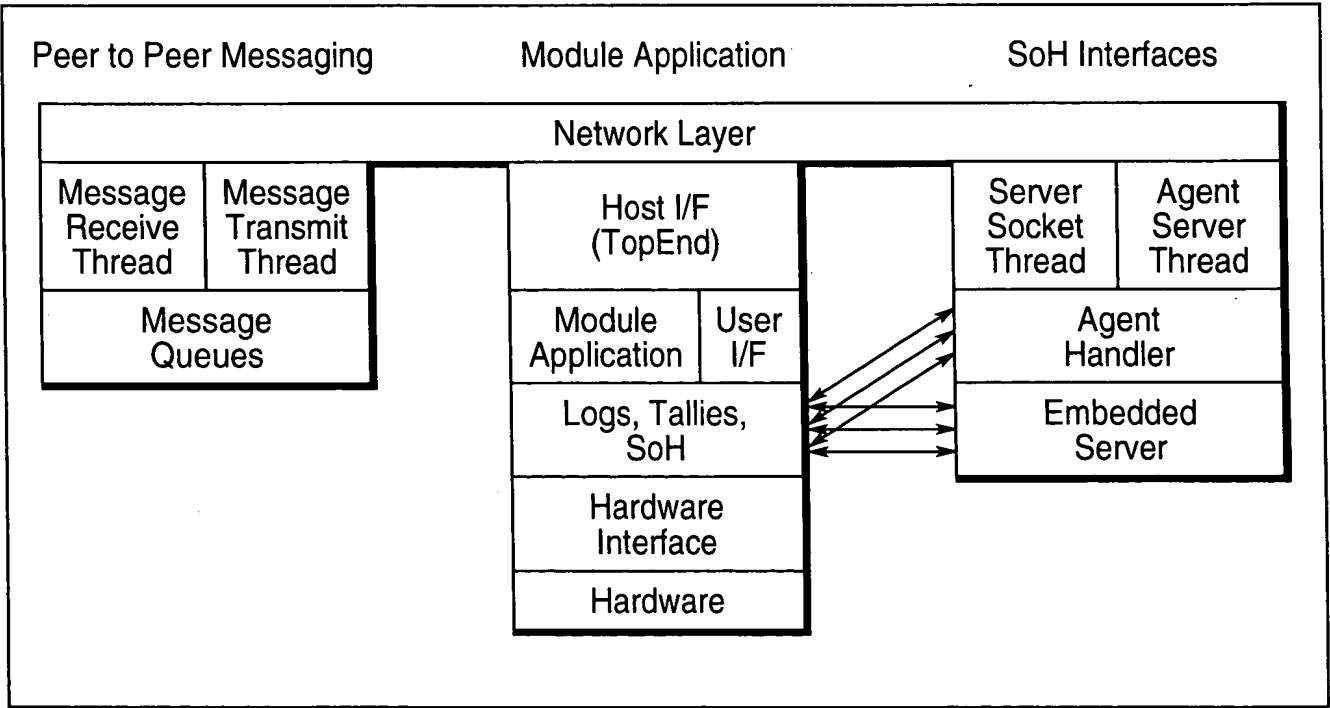 Peer to Peer Messaging
Module Application
SoH Interfaces
Network Layer
Message
Receive
Thread
Message
Transmit
Thread
Message
Queues
Host I/F
(TopEnd)
Module
Application
User
I/F
Logs, Tallies,
SoH
Hardware
Interface
Hardware
Server
Socket
Thread
Agent
Server
Thread
Agent
Handler
Embedded
Server